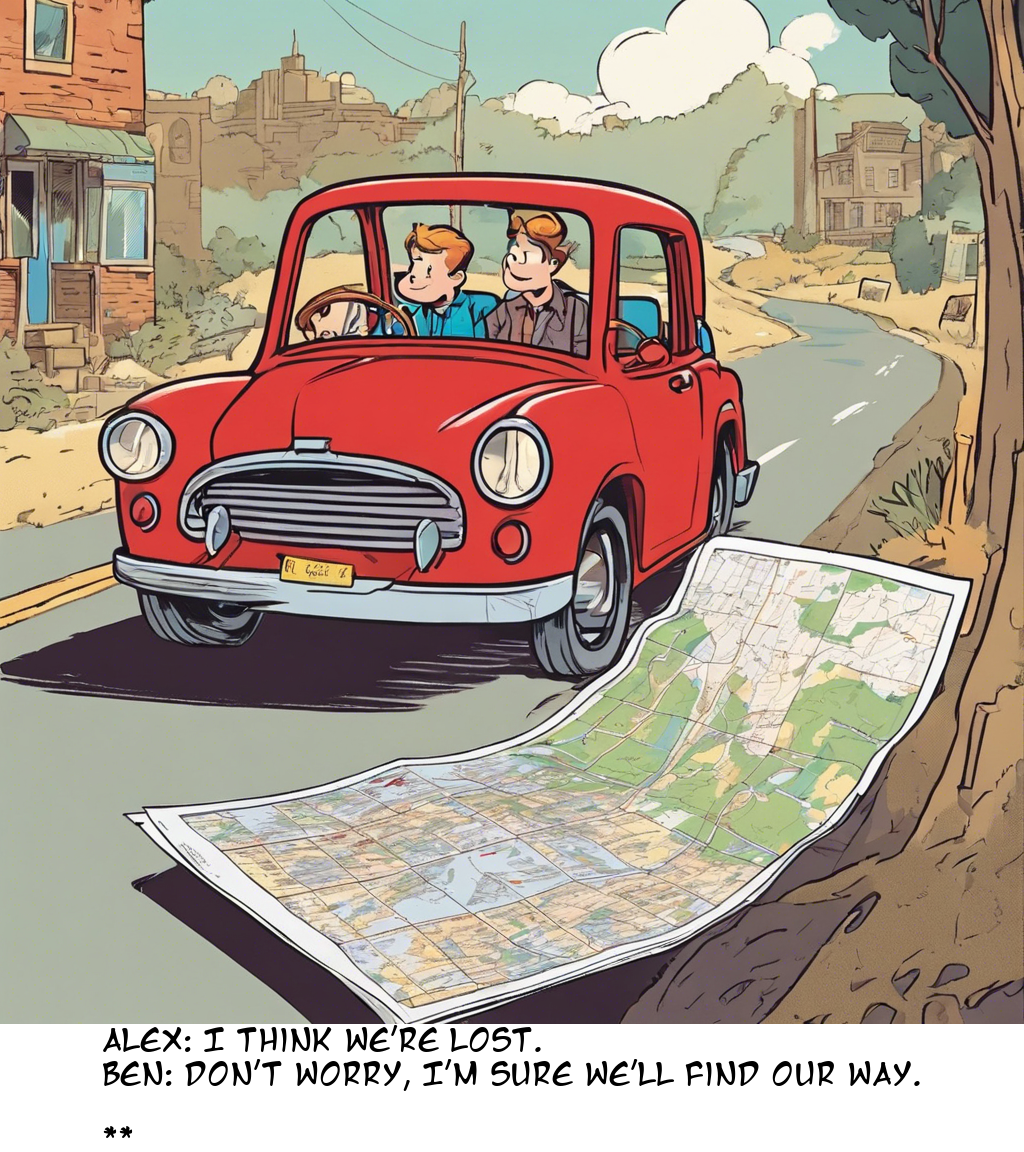 ALEX: I THINK WE'RE LOST.
BEN: DON'T WORRY, I'M SURE WE'LL FIND OUR WAY.
**